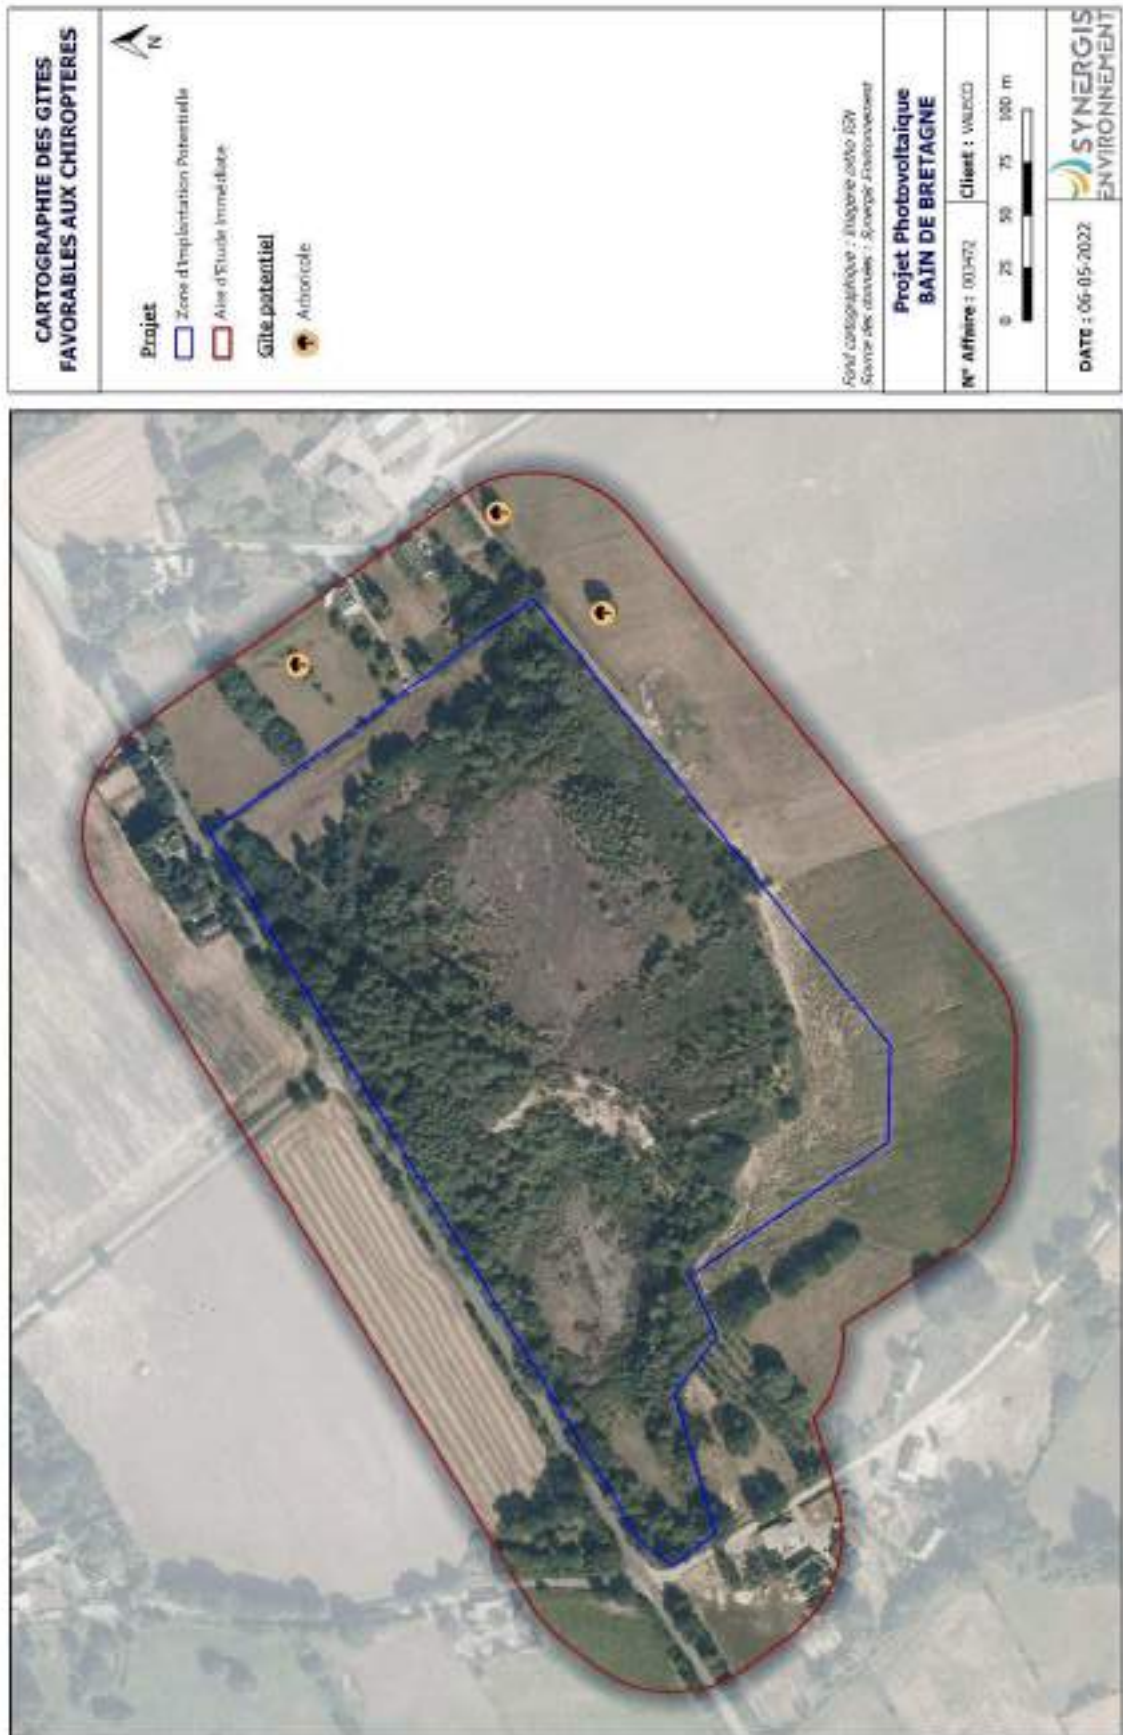 CARTOGRAPHIE DES GITES
FAVORABLES AUX CHIROPTERES
N
Projet
Zone d'Implantation Potentielle
Aire d'Etude Immédiate
Gîte potentiel
Arboricole
Fond cartographique : Imagerie ortho IGN
Source des données : Synergis Environnement
Projet Photovoltaïque
BAIN DE BRETAGNE
N° Affaire : 003472
Client : VALECO
0 25 50 75 100 m
DATE : 06-05-2022
SYNERGIS
ENVIRONNEMENT